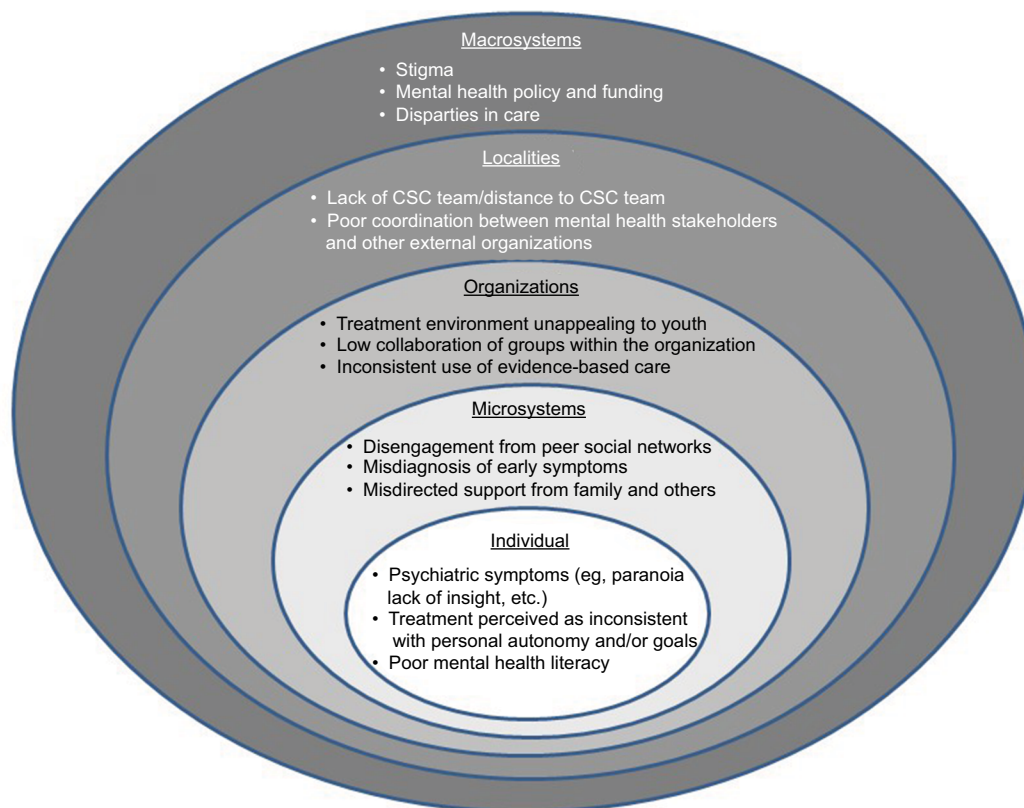 Macrosystems
• Stigma
• Mental health policy and funding
• Disparties in care
Localities
• Lack of CSC team/distance to CSC team
• Poor coordination between mental health stakeholders
and other external organizations
Organizations
• Treatment environment unappealing to youth
• Low collaboration of groups within the organization
• Inconsistent use of evidence-based care
Microsystems
• Disengagement from peer social networks
• Misdiagnosis of early symptoms
• Misdirected support from family and others
Individual
• Psychiatric symptoms (eg, paranoia
lack of insight, etc.)
• Treatment perceived as inconsistent
with personal autonomy and/or goals
• Poor mental health literacy